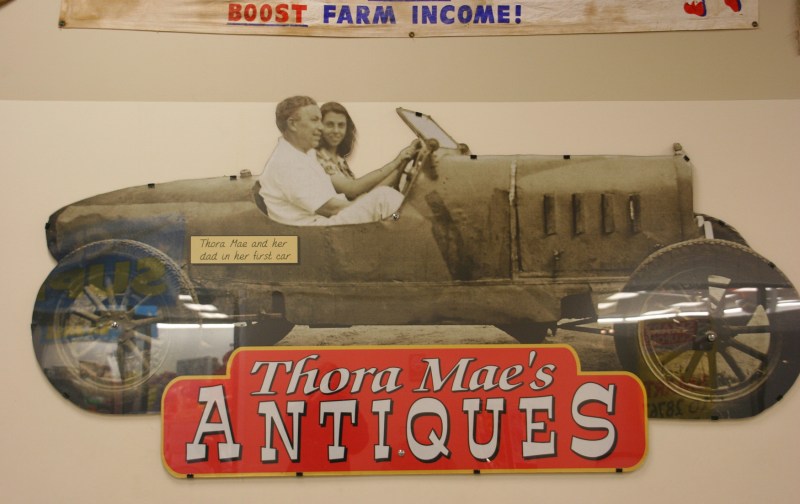 BOOST FARM INCOME!
Thora Mae and her
dad in her first car
Thora Mae's
ANTIQUES